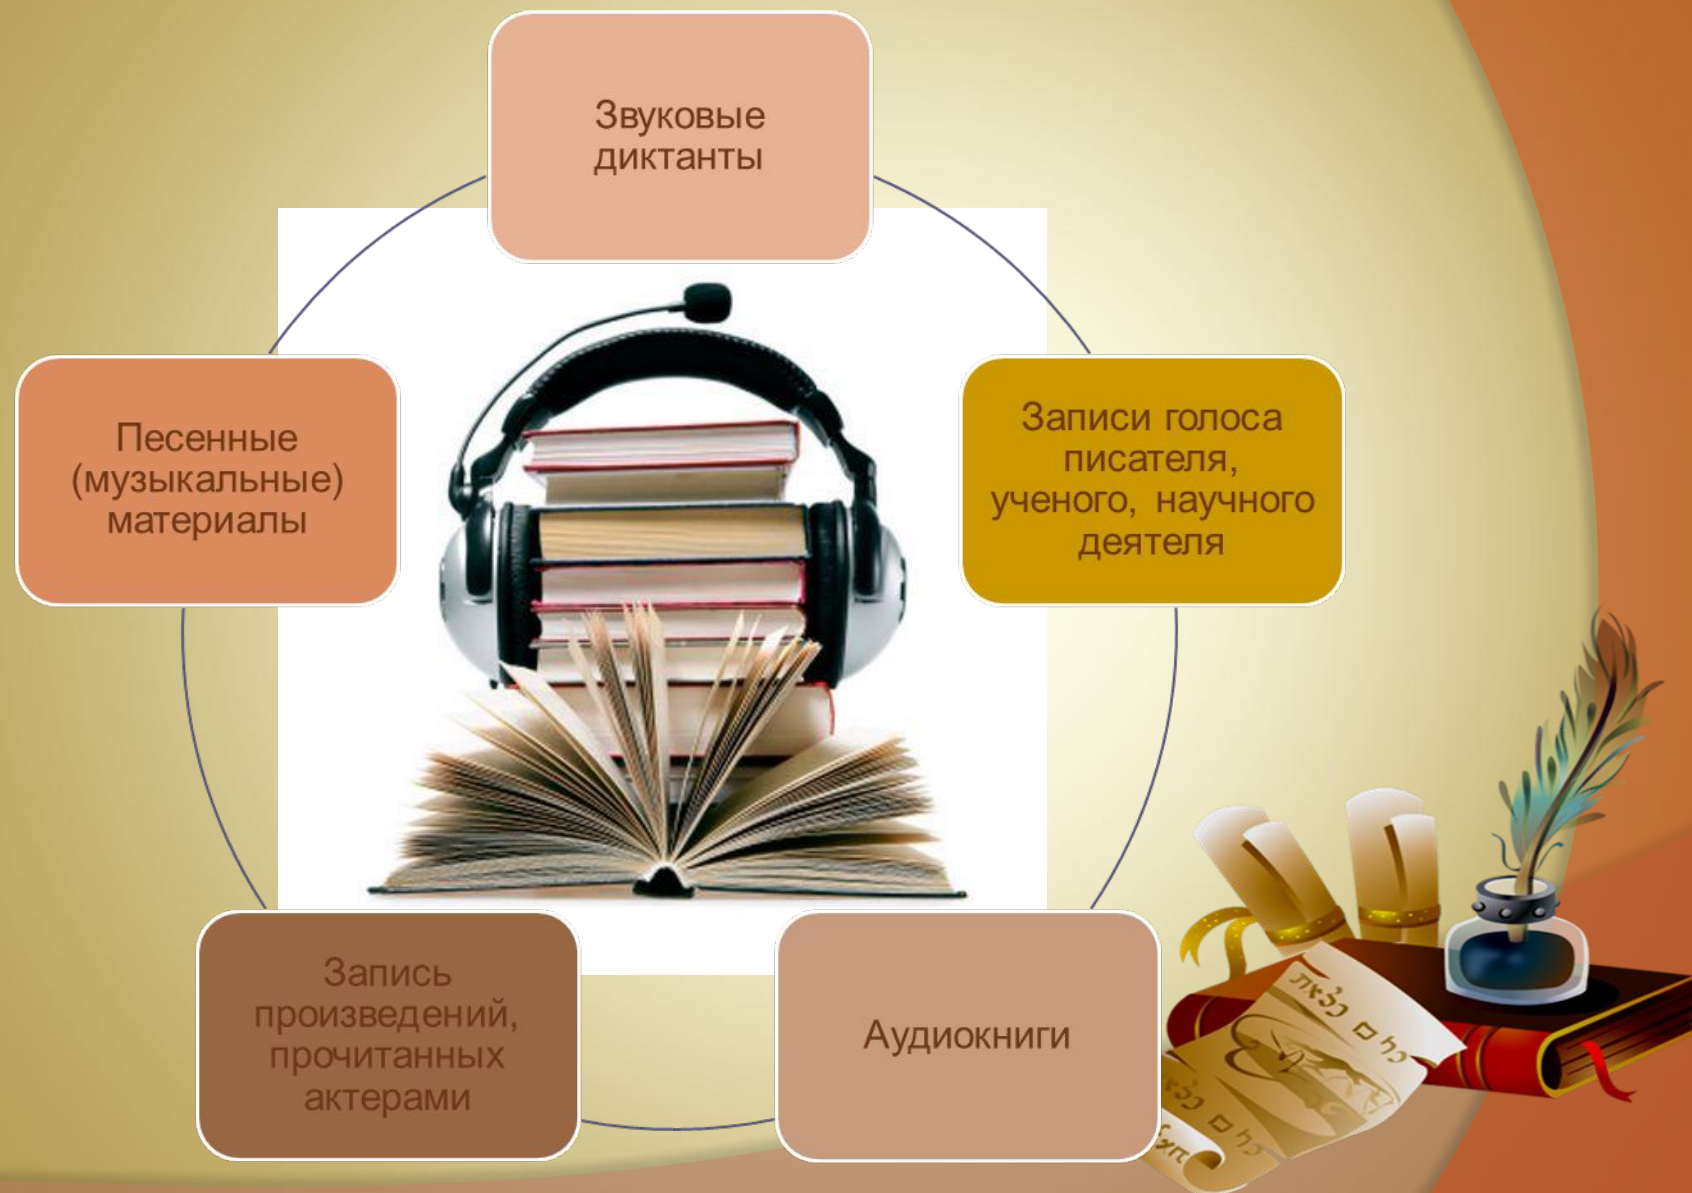 Звуковые
диктанты
Песенные
(музыкальные)
материалы
Записи голоса
писателя,
ученого, научного
деятеля
Запись
произведений,
прочитанных
актерами
Аудиокниги